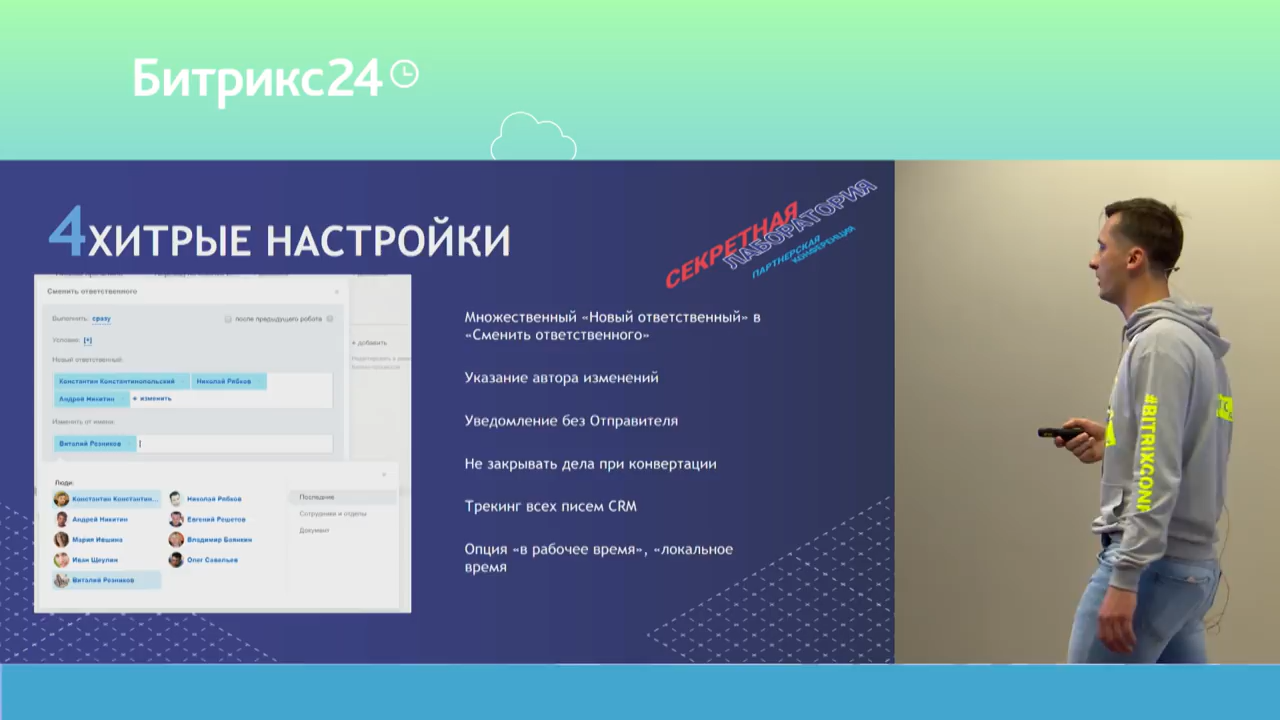 Битрикс24
4 ХИТРЫЕ НАСТРОЙКИ
СЕКРЕТНАЯ
ЛАБОРАТОРИЯ
ПАРТНЕРСКАЯ
КОНФЕРЕНЦИЯ
Сменить ответственного
Выполнить: сразу
после предыдущего робота
Условие: [+]
+ добавить
Новый ответственный:
Константин Константинопольский
Николай Рябков
Андрей Никитин
+ изменить
Изменить от имени:
Виталий Резников
Люди:
Константин Константин...
Николай Рябков
Андрей Никитин
Евгений Решетов
Мария Ившина
Владимир Боянкин
Иван Щеулин
Олег Савельев
Виталий Резников
Последние
Сотрудники и отделы
Документ
Множественный «Новый ответственный» в
«Сменить ответственного»
Указание автора изменений
Уведомление без Отправителя
Не закрывать дела при конвертации
Трекинг всех писем CRM
Опция «в рабочее время», «локальное
время
#BITRIXCONF